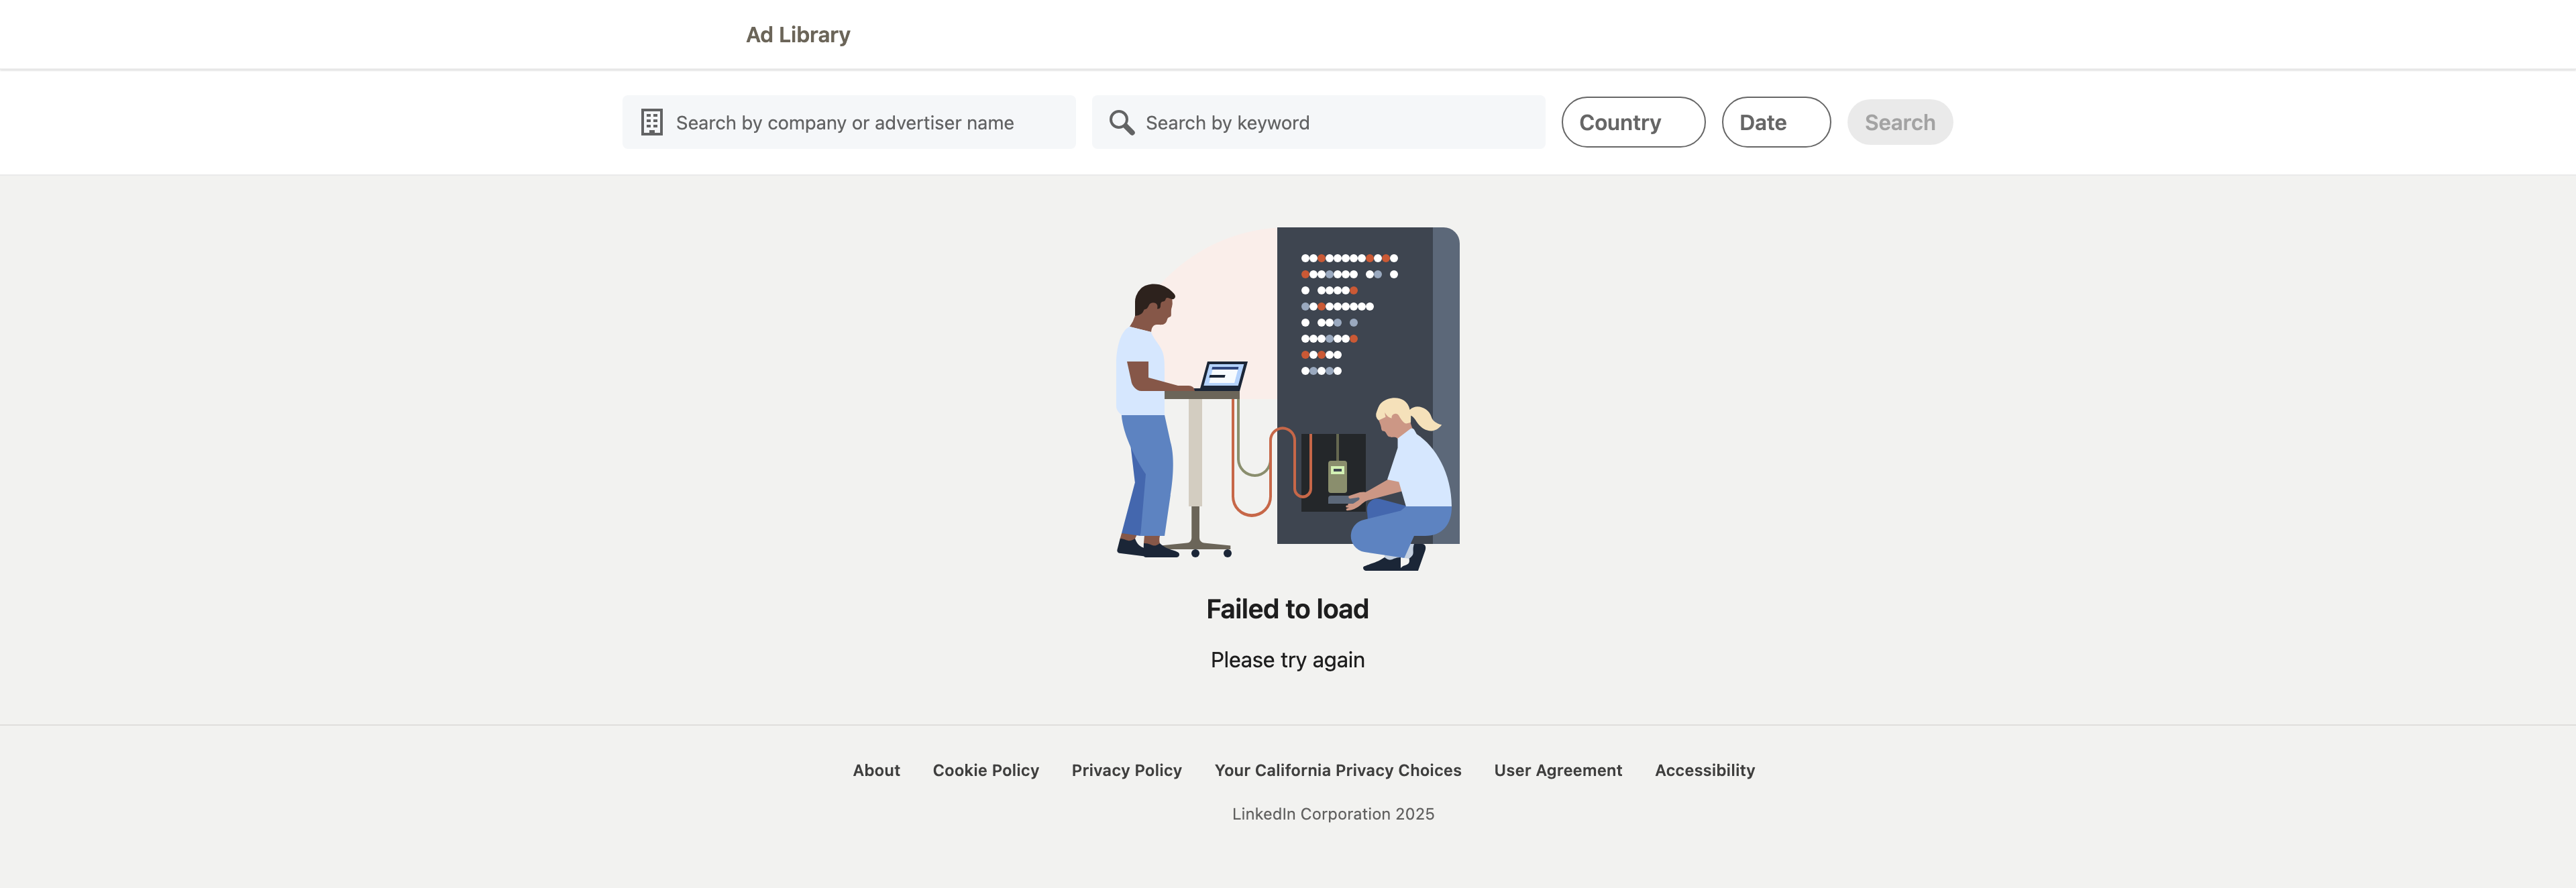 Ad Library
Search by company or advertiser name
Search by keyword
Country
Date
Search
Failed to load
Please try again
About
Cookie Policy
Privacy Policy
Your California Privacy Choices
User Agreement
Accessibility
LinkedIn Corporation 2025